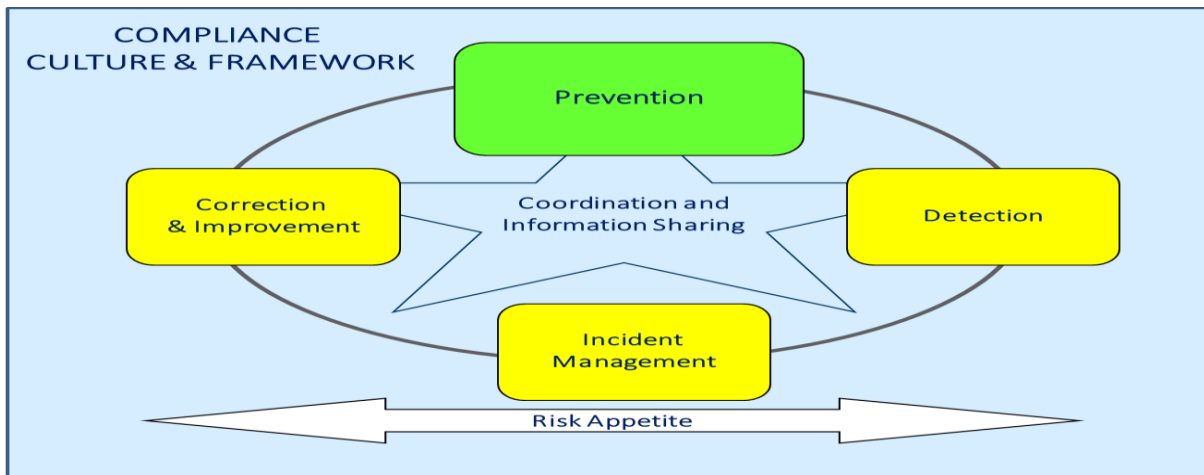 COMPLIANCE
CULTURE & FRAMEWORK
Prevention
Correction
& Improvement
Coordination and
Information Sharing
Detection
Incident
Management
Risk Appetite